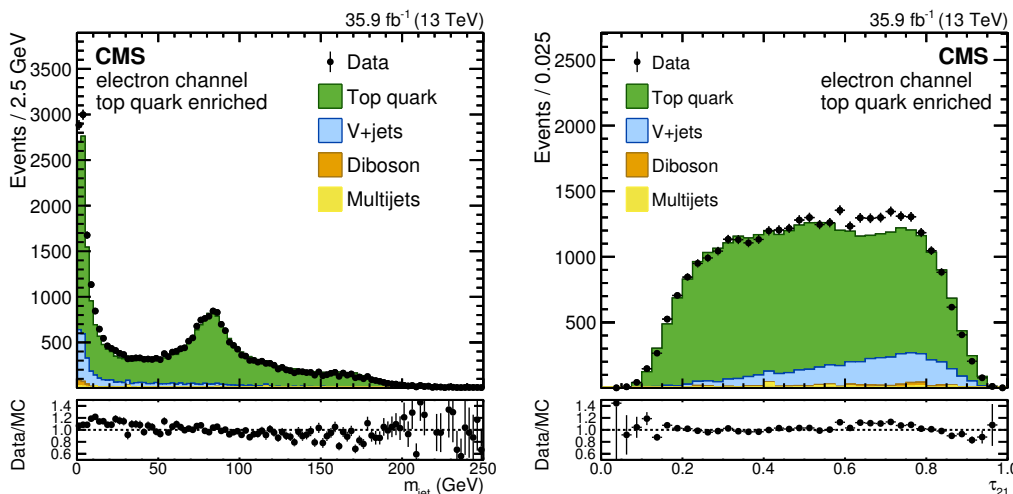 35.9 fb⁻¹ (13 TeV)
CMS
electron channel
top quark enriched
Data
Top quark
V+jets
Diboson
Multijets
Events / 2.5 GeV
3500
3000
2500
2000
1500
1000
500
Data/MC
1.4
1.2
1.0
0.8
0.6
0 50 100 150 200 250
m_jet (GeV)
35.9 fb⁻¹ (13 TeV)
CMS
electron channel
top quark enriched
Data
Top quark
V+jets
Diboson
Multijets
Events / 0.025
2500
2000
1500
1000
500
Data/MC
1.4
1.2
1.0
0.8
0.6
0.0 0.2 0.4 0.6 0.8 1.0
τ₂₁